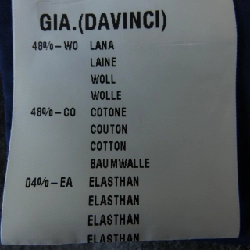 GIA.(DAVINCI)
48%-WO LANA
LAINE
WOLL
WOLLE
48%-CO COTONE
COUTON
COTTON
BAUMWALLE
04%-EA ELASTHAN
ELASTHAN
ELASTHAN
ELASTHAN